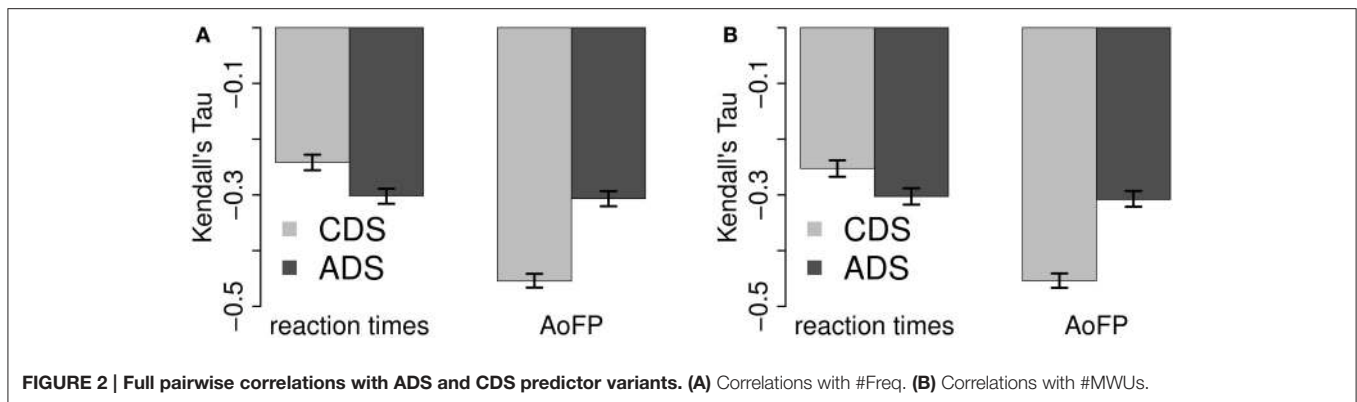 A
Kendall's Tau
−0.1
−0.3
−0.5
CDS
ADS
reaction times
AoFP
B
Kendall's Tau
−0.1
−0.3
−0.5
CDS
ADS
reaction times
AoFP
FIGURE 2 | Full pairwise correlations with ADS and CDS predictor variants. (A) Correlations with #Freq. (B) Correlations with #MWUs.